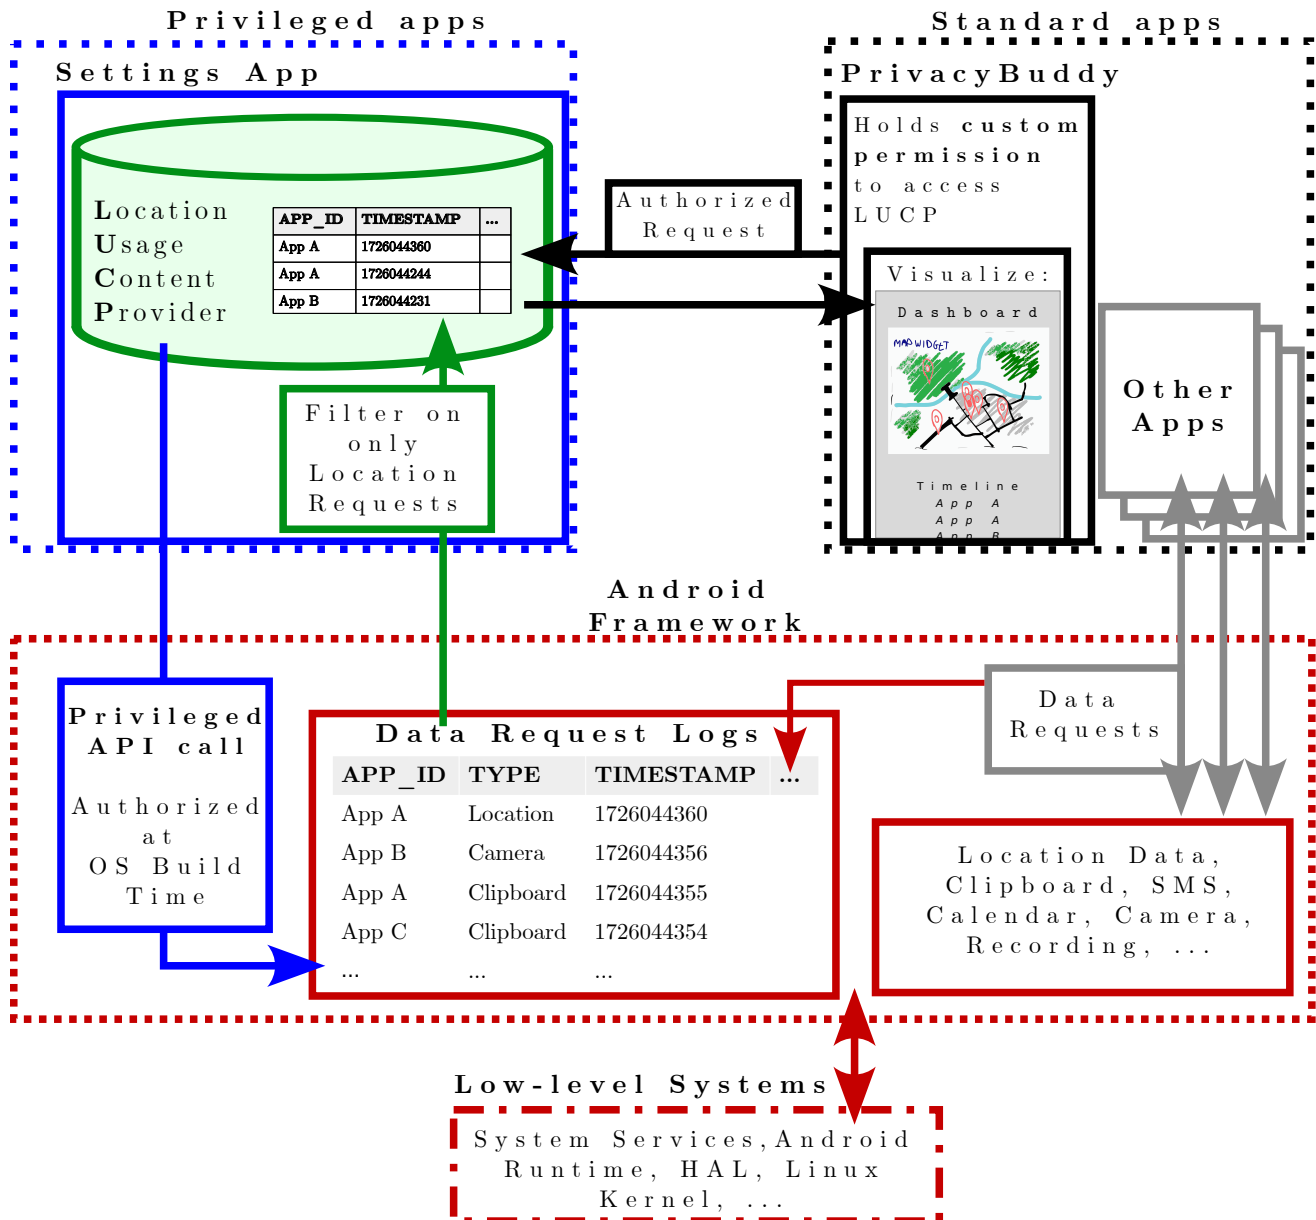 Privileged apps
Settings App
Location
Usage
Content
Provider
APP_ID TIMESTAMP ...
App A 1726044360
App A 1726044244
App B 1726044231
Filter on
only
Location
Requests
Authorized
Request
Standard apps
PrivacyBuddy
Holds custom
permission
to access
LUCP
Visualize:
Dashboard
MAD WIDGET
Timeline
App A
App A
App B
Other
Apps
Android
Framework
Privileged
API call
Authorized
at
OS Build
Time
Data Request Logs
APP_ID TYPE TIMESTAMP ...
App A Location 1726044360
App B Camera 1726044356
App A Clipboard 1726044355
App C Clipboard 1726044354
... ... ...
Data
Requests
Location Data,
Clipboard, SMS,
Calendar, Camera,
Recording, ...
Low-level Systems
System Services,Android
Runtime, HAL, Linux
Kernel, ...